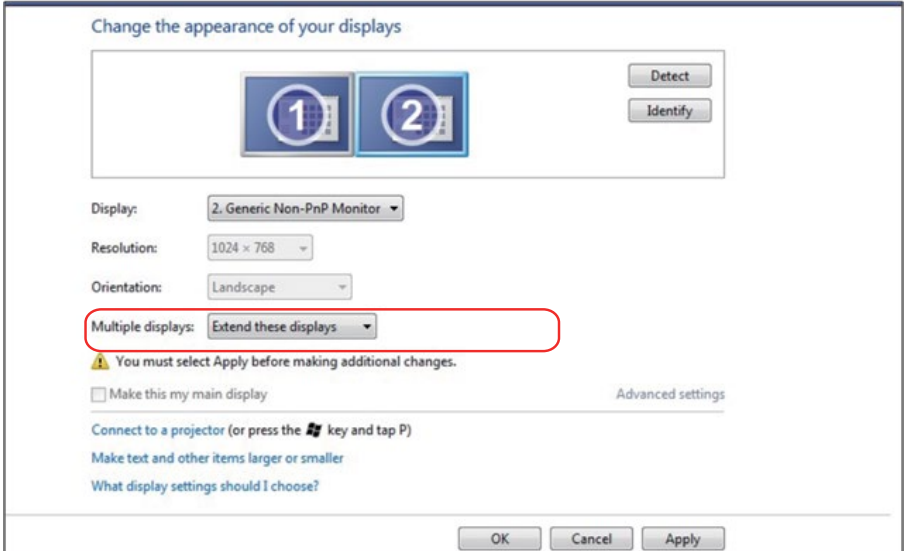 Change the appearance of your displays
1 2
Detect
Identify
Display: 2. Generic Non-PnP Monitor
Resolution: 1024 × 768
Orientation: Landscape
Multiple displays: Extend these displays
You must select Apply before making additional changes.
Make this my main display Advanced settings
Connect to a projector (or press the key and tap P)
Make text and other items larger or smaller
What display settings should I choose?
OK Cancel Apply